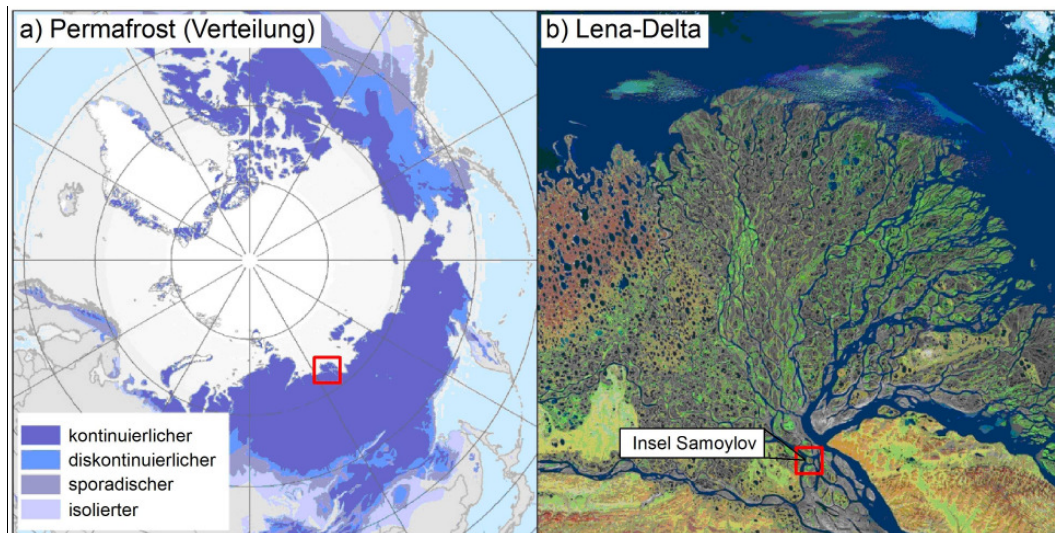 a) Permafrost (Verteilung)
kontinuierlicher
diskontinuierlicher
sporadischer
isolierter
b) Lena-Delta
Insel Samoylov